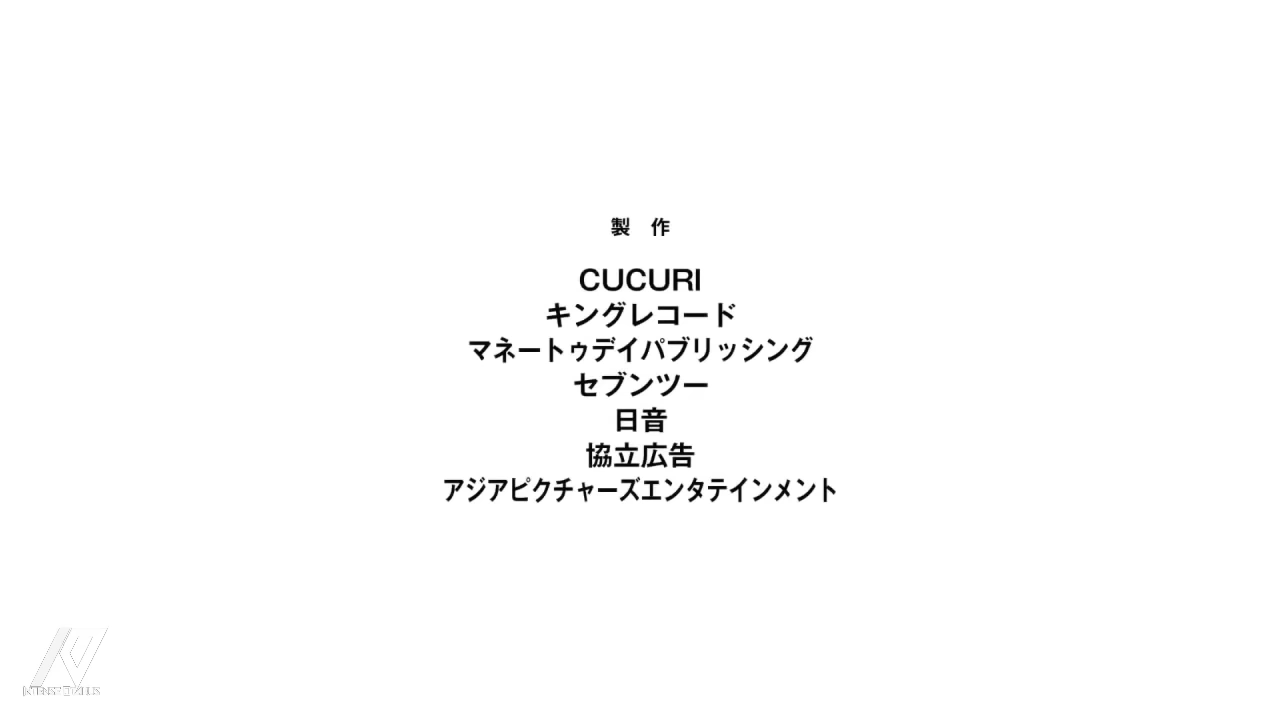 製　作
CUCURI
キングレコード
マネートゥデイパブリッシング
セブンツー
日音
協立広告
アジアピクチャーズエンタテインメント